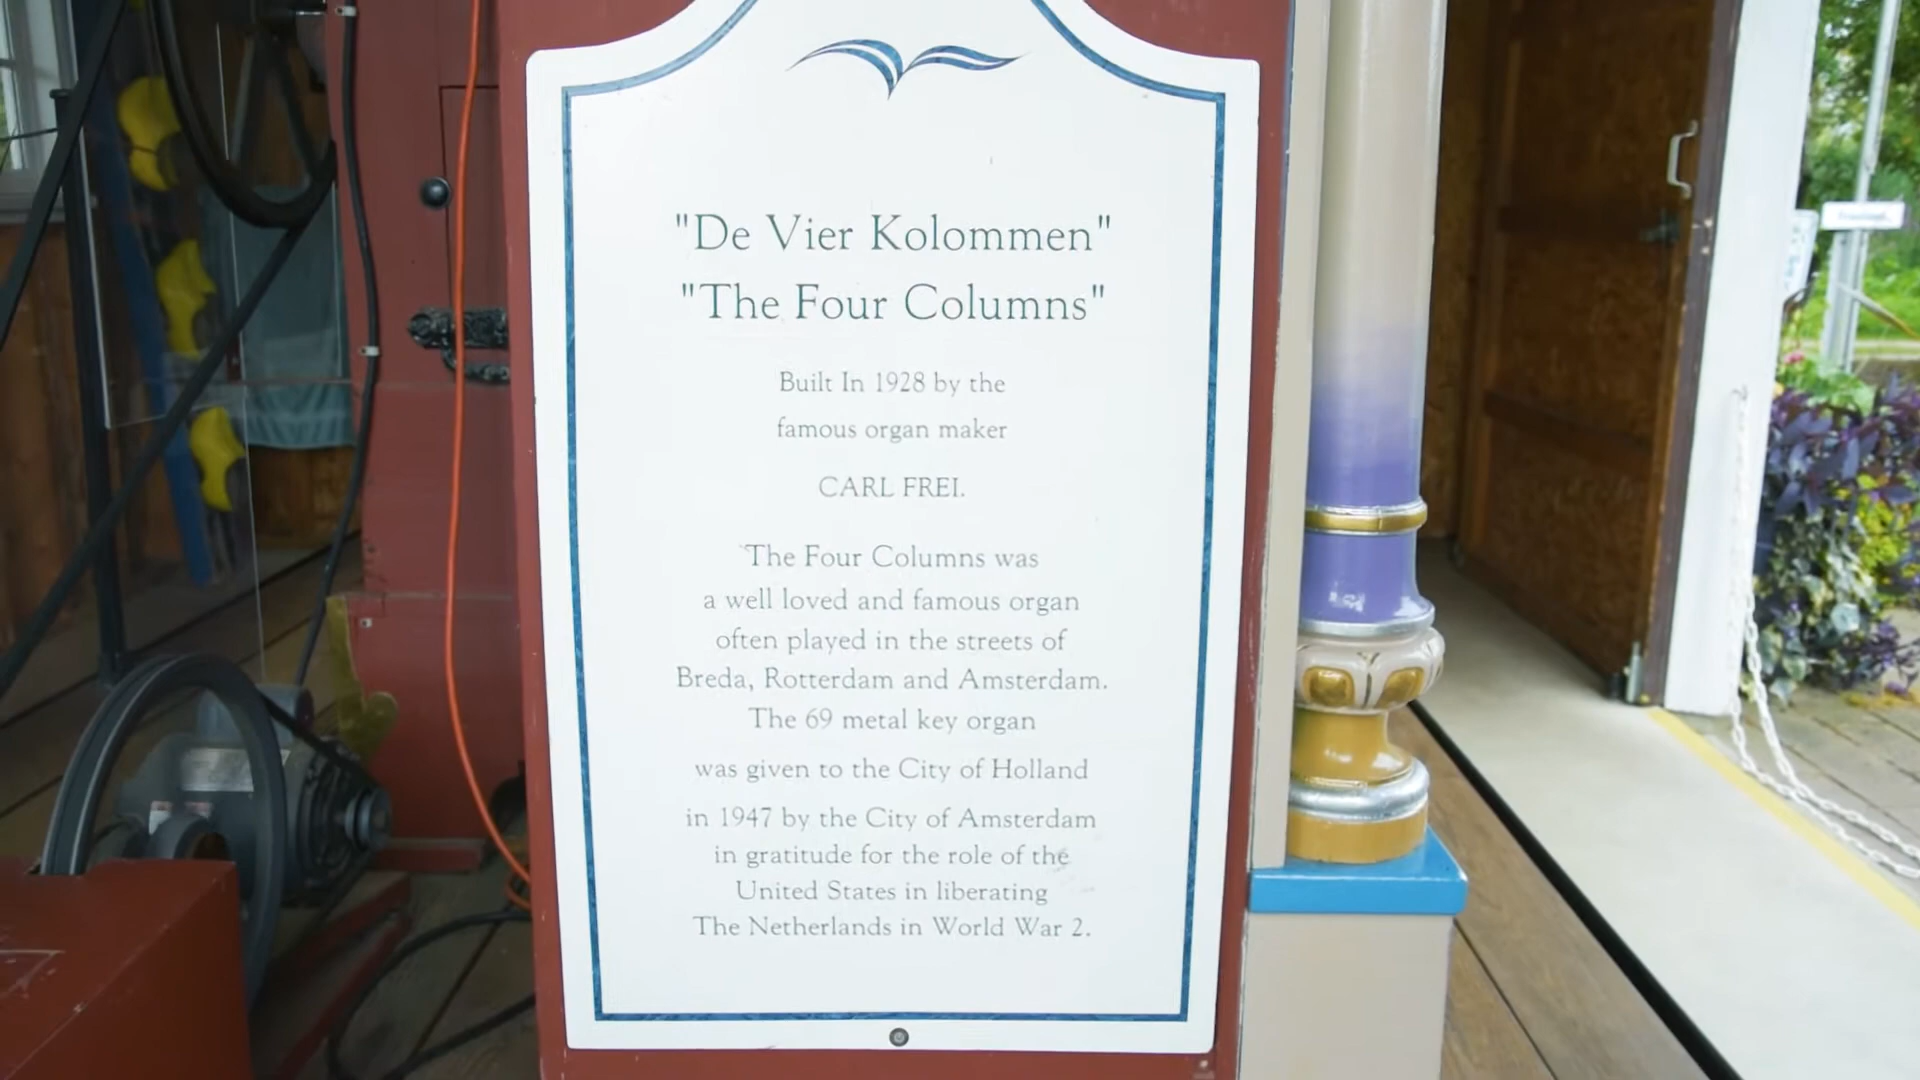 "De Vier Kolommen"
"The Four Columns"
Built In 1928 by the
famous organ maker
CARL FREI.
The Four Columns was
a well loved and famous organ
often played in the streets of
Breda, Rotterdam and Amsterdam.
The 69 metal key organ
was given to the City of Holland
in 1947 by the City of Amsterdam
in gratitude for the role of the
United States in liberating
The Netherlands in World War 2.